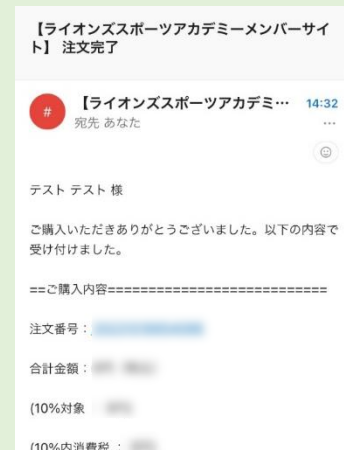 【ライオンズスポーツアカデミーメンバーサイ
ト】 注文完了
#
【ライオンズスポーツアカデミ… 14:32
宛先 あなた
テスト テスト 様
ご購入いただきありがとうございました。以下の内容で
受け付けました。
==ご購入内容===========================
注文番号：
合計金額：
(10%対象
(10%内消費税 ：